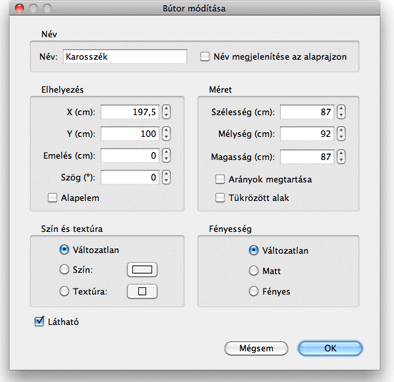 Bútor módítása
Név
Név: Karosszék Név megjelenítése az alaprajzon
Elhelyezés
X (cm): 197,5
Y (cm): 100
Emelés (cm): 0
Szög (°): 0
Alapelem
Méret
Szélesség (cm): 87
Mélység (cm): 92
Magasság (cm): 87
Arányok megtartása
Tükrözött alak
Szín és textúra
Változatlan
Szín:
Textúra:
Fényesség
Változatlan
Matt
Fényes
Látható
Mégsem OK